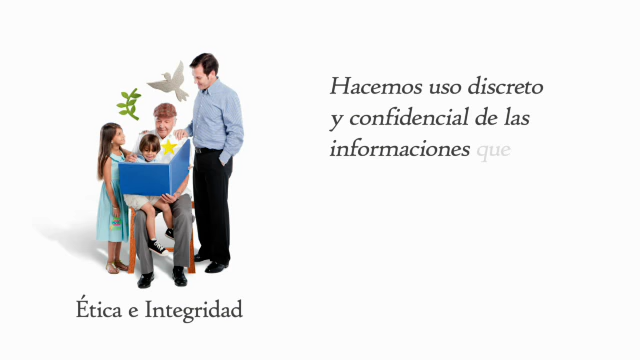 Hacemos uso discreto
y confidencial de las
informaciones que
Ética e Integridad